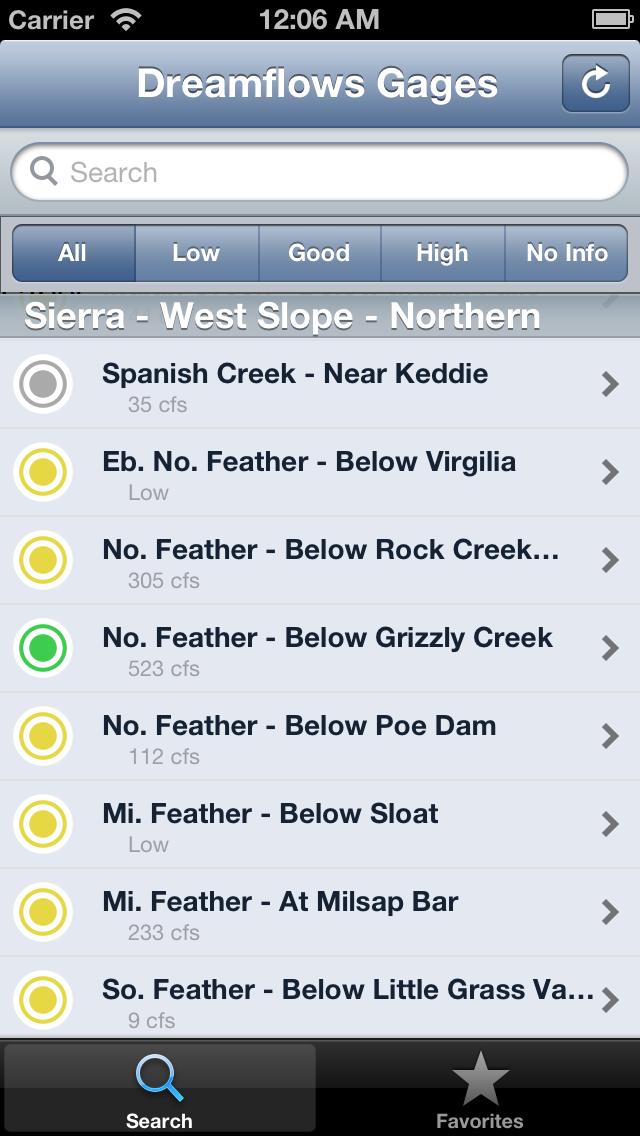 Carrier 12:06 AM
Dreamflows Gages
Search
All Low Good High No Info
Sierra - West Slope - Northern
Spanish Creek - Near Keddie
35 cfs
Eb. No. Feather - Below Virgilia
Low
No. Feather - Below Rock Creek...
305 cfs
No. Feather - Below Grizzly Creek
523 cfs
No. Feather - Below Poe Dam
112 cfs
Mi. Feather - Below Sloat
Low
Mi. Feather - At Milsap Bar
233 cfs
So. Feather - Below Little Grass Va...
9 cfs
Search Favorites